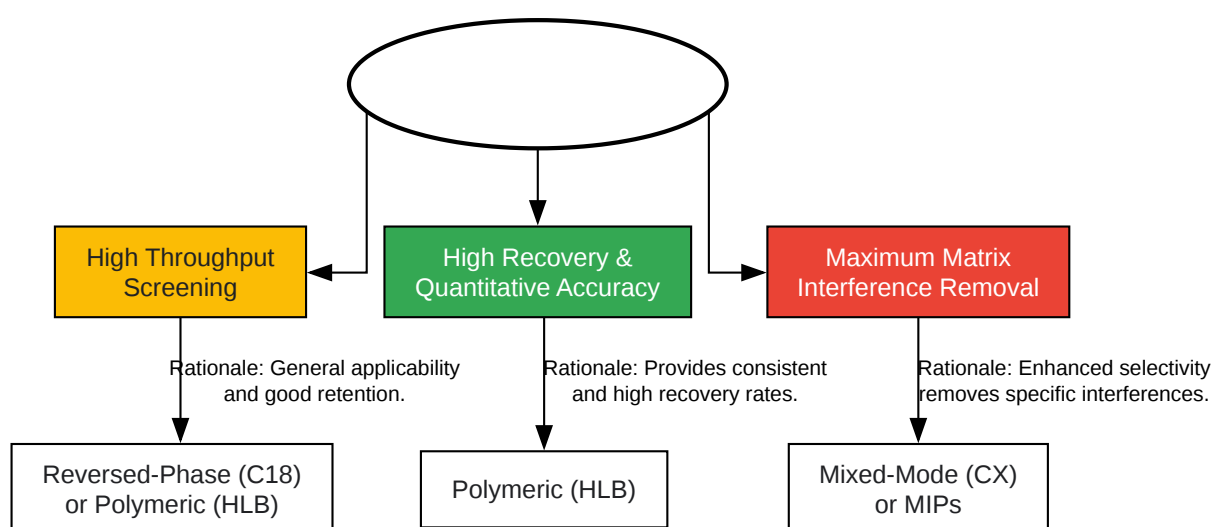 High Throughput
Screening
High Recovery &
Quantitative Accuracy
Maximum Matrix
Interference Removal
Rationale: General applicability
and good retention.
Rationale: Provides consistent
and high recovery rates.
Rationale: Enhanced selectivity
removes specific interferences.
Reversed-Phase (C18)
or Polymeric (HLB)
Polymeric (HLB)
Mixed-Mode (CX)
or MIPs